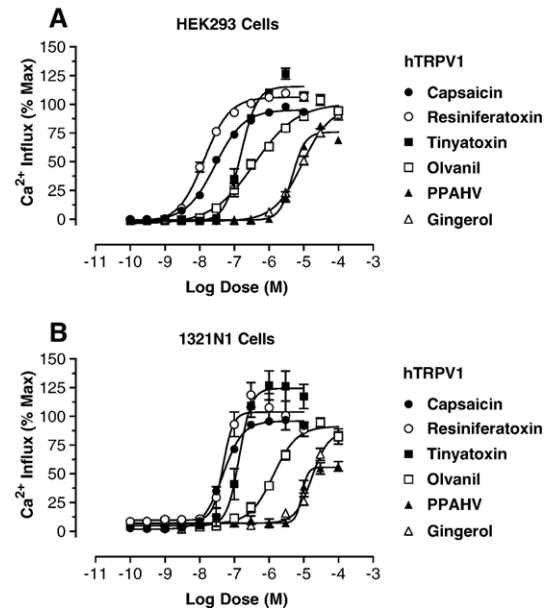 A
HEK293 Cells
Ca2+ Influx (% Max)
150
125
100
75
50
25
0
-11 -10 -9 -8 -7 -6 -5 -4 -3
Log Dose (M)
hTRPV1
Capsaicin
Resiniferatoxin
Tinyatoxin
Olvanil
PPAHV
Gingerol
B
1321N1 Cells
Ca2+ Influx (% Max)
150
125
100
75
50
25
0
-11 -10 -9 -8 -7 -6 -5 -4 -3
Log Dose (M)
hTRPV1
Capsaicin
Resiniferatoxin
Tinyatoxin
Olvanil
PPAHV
Gingerol